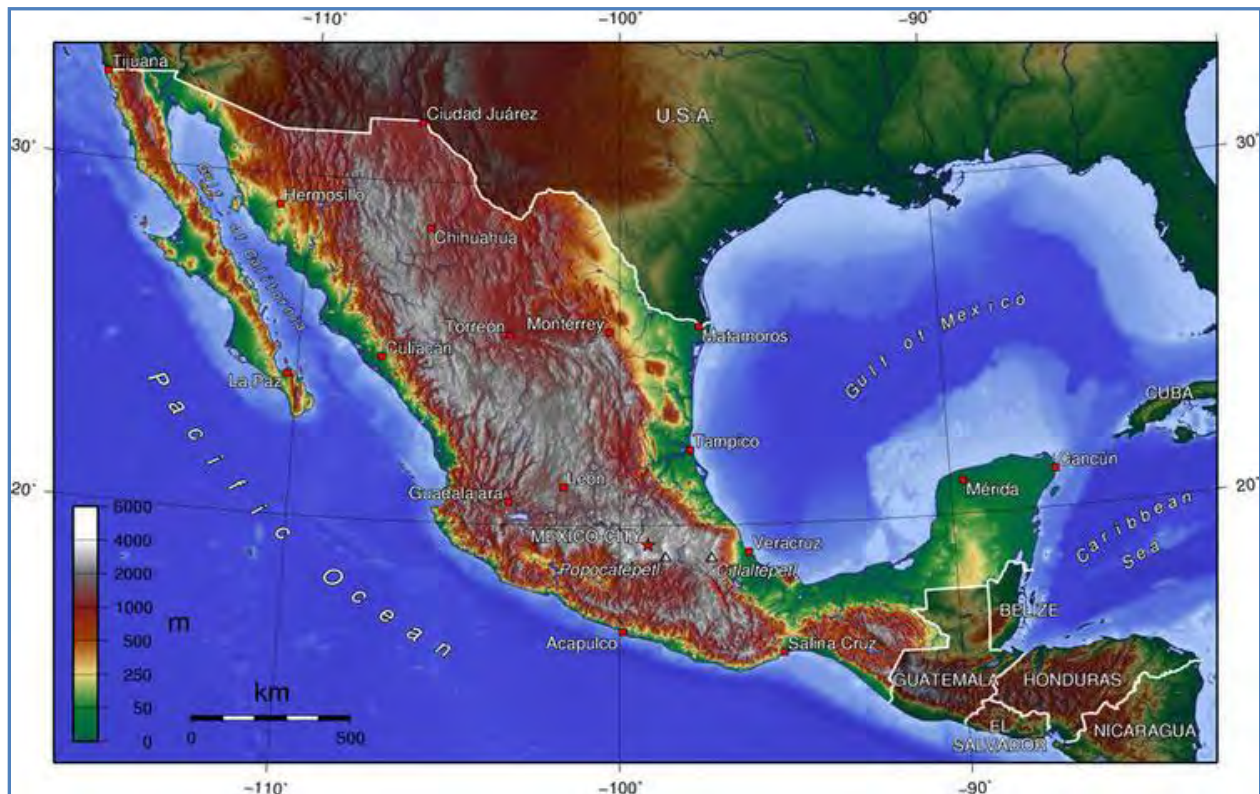 -110°
-100°
-90°
Tijuana
Ciudad Juárez
U.S.A.
30°
30°
Gulf of California
Hermosillo
Chihuahua
Gulf of Mexico
Torreón
Monterrey
Matamoros
Culiacán
La Paz
CUBA
Pacific Ocean
Tampico
Cancún
León
Mérida
20°
Guadalajara
20°
Caribbean
Sea
6000
4000
2000
1000
500
250
50
0
m
MEXICO CITY
Veracruz
Popocatepetl
Citlaltepetl
BELIZE
Acapulco
Salina Cruz
GUATEMALA
HONDURAS
km
0
500
EL
SALVADOR
NICARAGUA
-110°
-100°
-90°